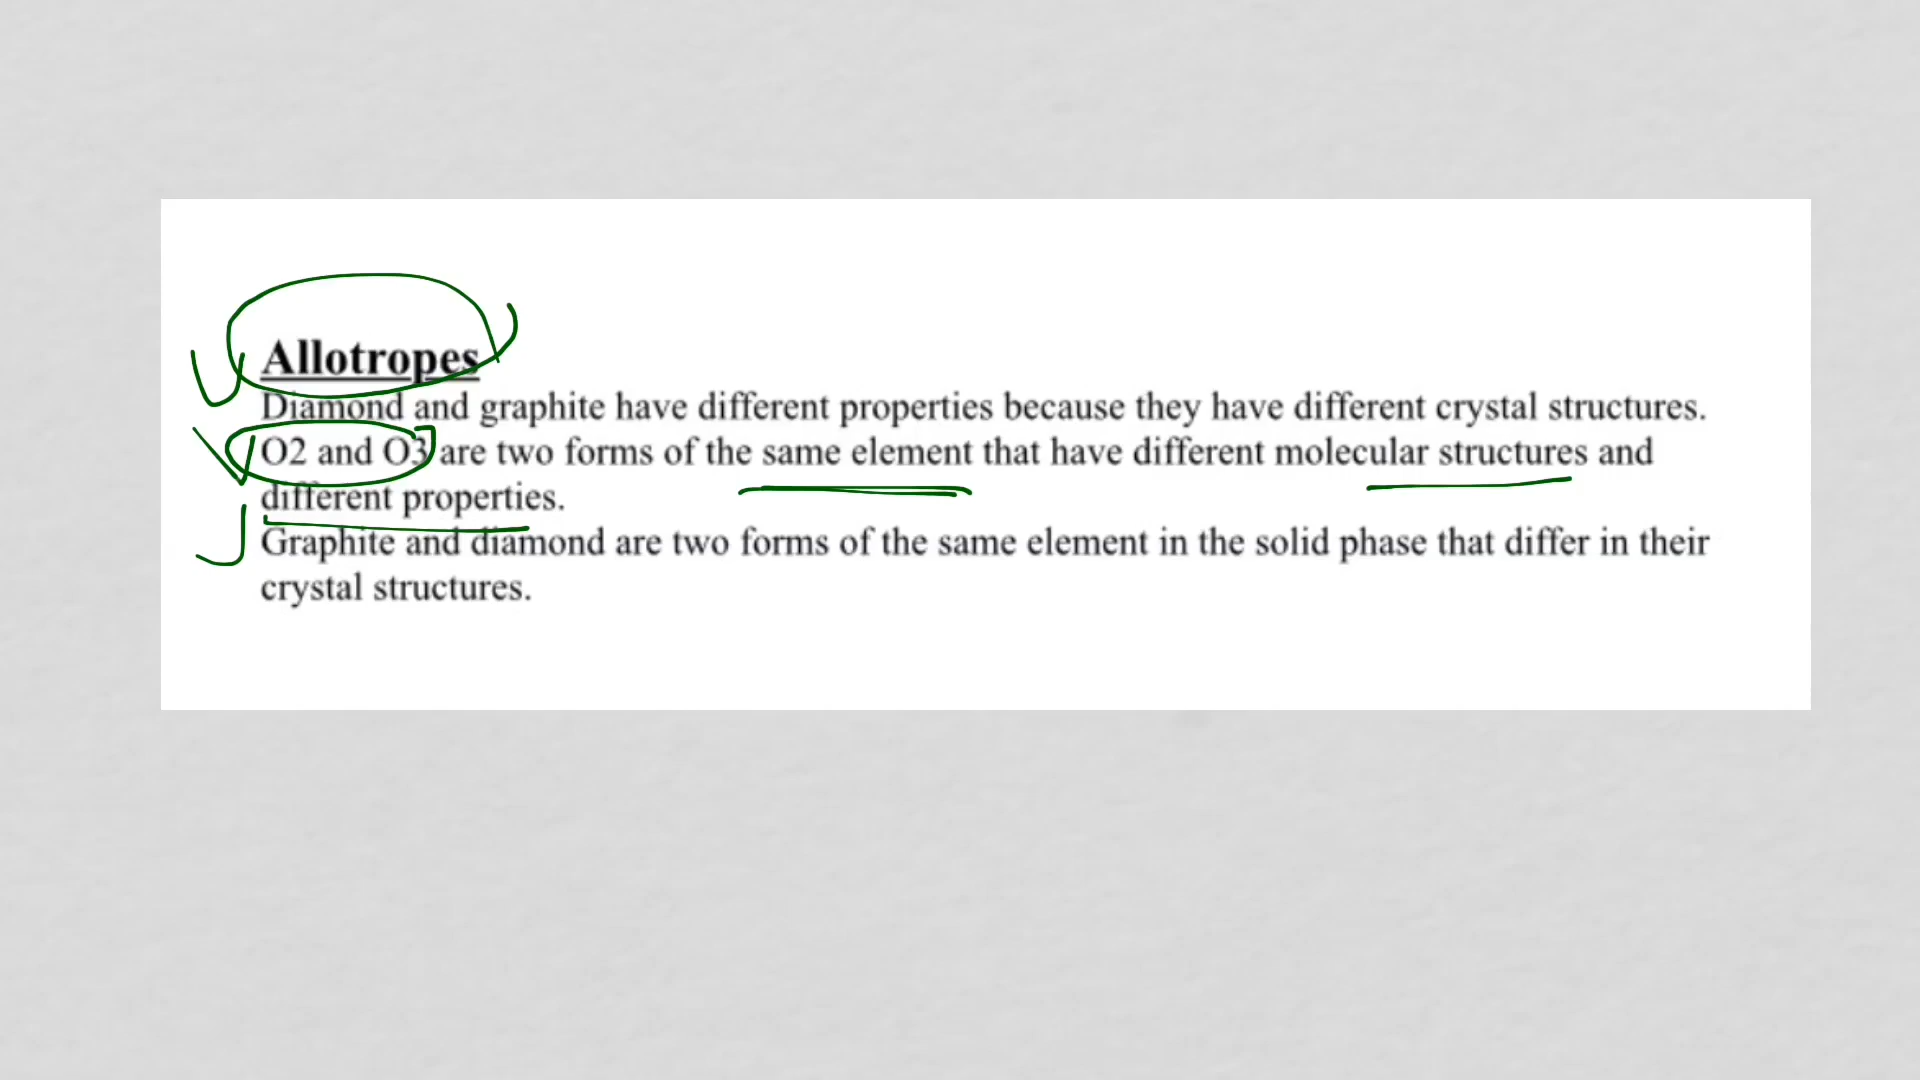 Allotropes
Diamond and graphite have different properties because they have different crystal structures.
O2 and O3 are two forms of the same element that have different molecular structures and
different properties.
Graphite and diamond are two forms of the same element in the solid phase that differ in their
crystal structures.